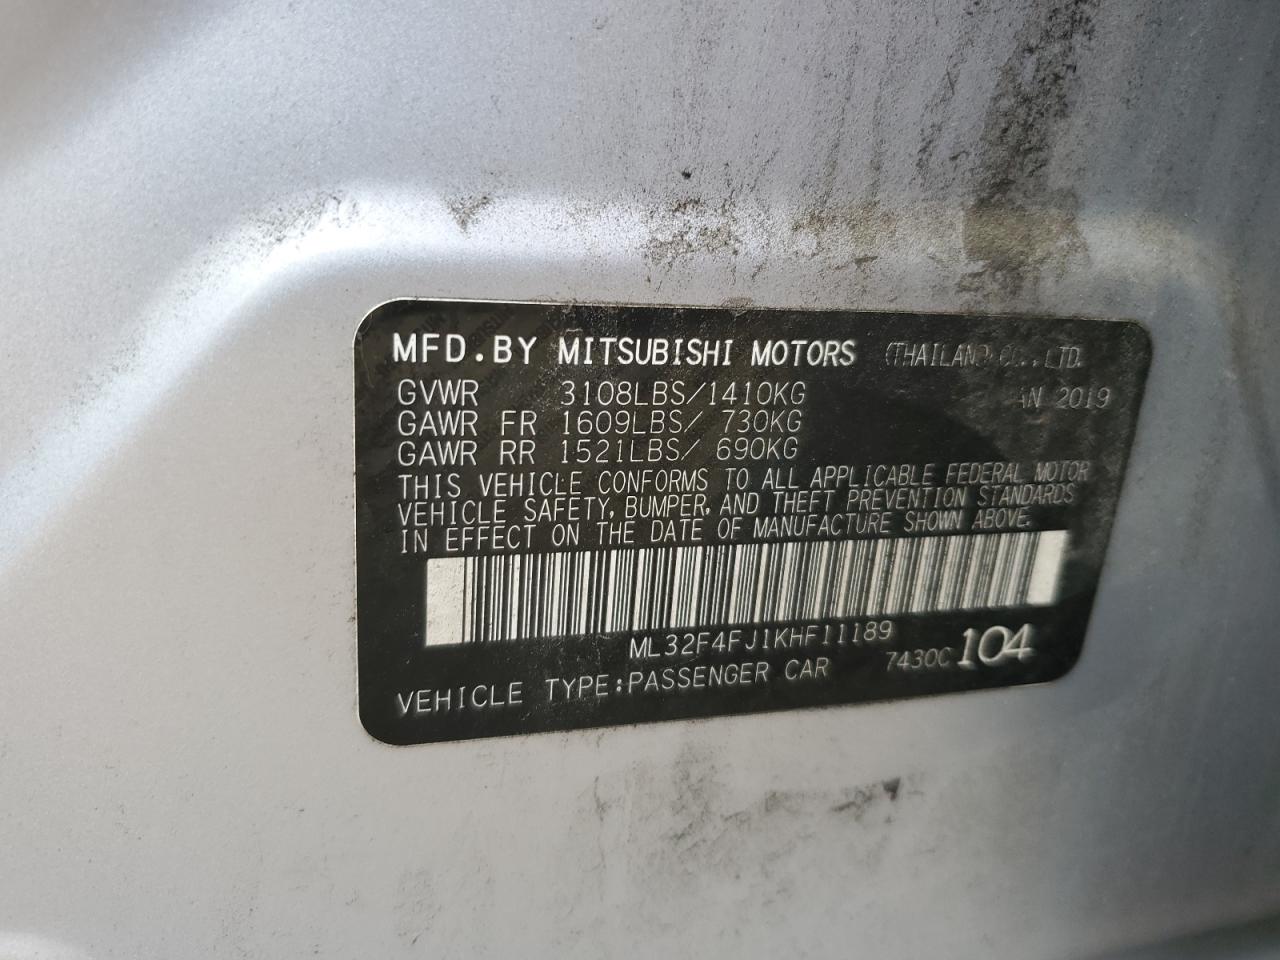 MFD.BY MITSUBISHI MOTORS (THAILAND) CO.,LTD.
GVWR 3108LBS/1410KG 2019
GAWR FR 1609LBS/ 730KG
GAWR RR 1521LBS/ 690KG
THIS VEHICLE CONFORMS TO ALL APPLICABLE FEDERAL MOTOR
VEHICLE SAFETY, BUMPER, AND THEFT PREVENTION STANDARDS
IN EFFECT ON THE DATE OF MANUFACTURE SHOWN ABOVE.
ML32F4FJ1KHF11189
VEHICLE TYPE:PASSENGER CAR 7430C 104